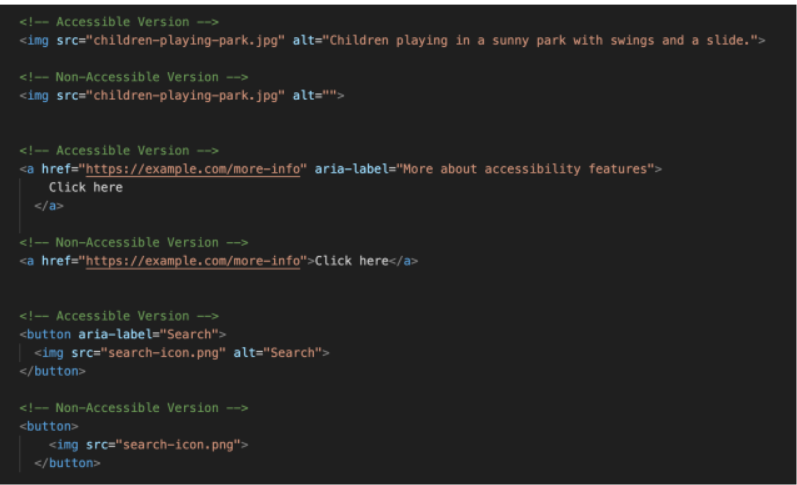 <!-- Accessible Version -->
<img src="children-playing-park.jpg" alt="Children playing in a sunny park with swings and a slide.">
<!-- Non-Accessible Version -->
<img src="children-playing-park.jpg" alt="">
<!-- Accessible Version -->
<a href="https://example.com/more-info" aria-label="More about accessibility features">
Click here
</a>
<!-- Non-Accessible Version -->
<a href="https://example.com/more-info">Click here</a>
<!-- Accessible Version -->
<button aria-label="Search">
<img src="search-icon.png" alt="Search">
</button>
<!-- Non-Accessible Version -->
<button>
<img src="search-icon.png">
</button>